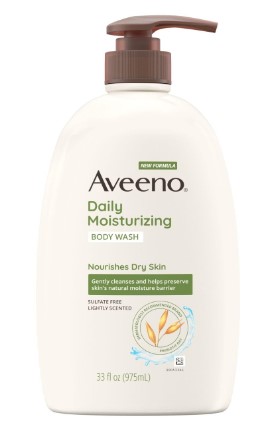 NEW FORMULA
Aveeno®
Daily
Moisturizing
BODY WASH
Nourishes Dry Skin
Gently cleanses and helps preserve
skin's natural moisture barrier
SULFATE FREE
LIGHTLY SCENTED
33 fl oz (975mL)